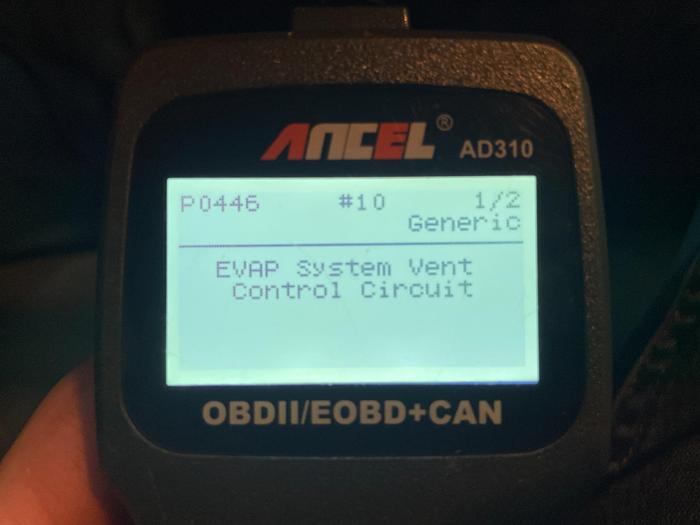 ANCEL®
AD310
P0446 #10 1/2
Generic
EVAP System Vent
Control Circuit
OBDII/EOBD+CAN